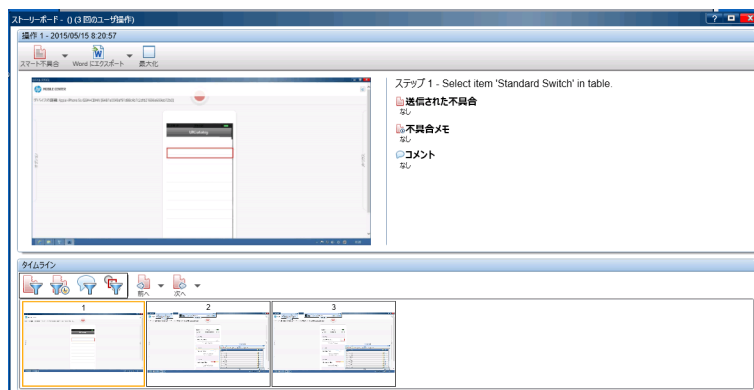 ストーリーボード - () (3 回のユーザ操作)
操作 1 - 2015/05/15 8:20:57
スマート不具合
Word にエクスポート
最大化
ステップ 1 - Select item 'Standard Switch' in table.
送信された不具合
なし
不具合メモ
なし
コメント
なし
タイムライン
前へ
次へ
1
2
3